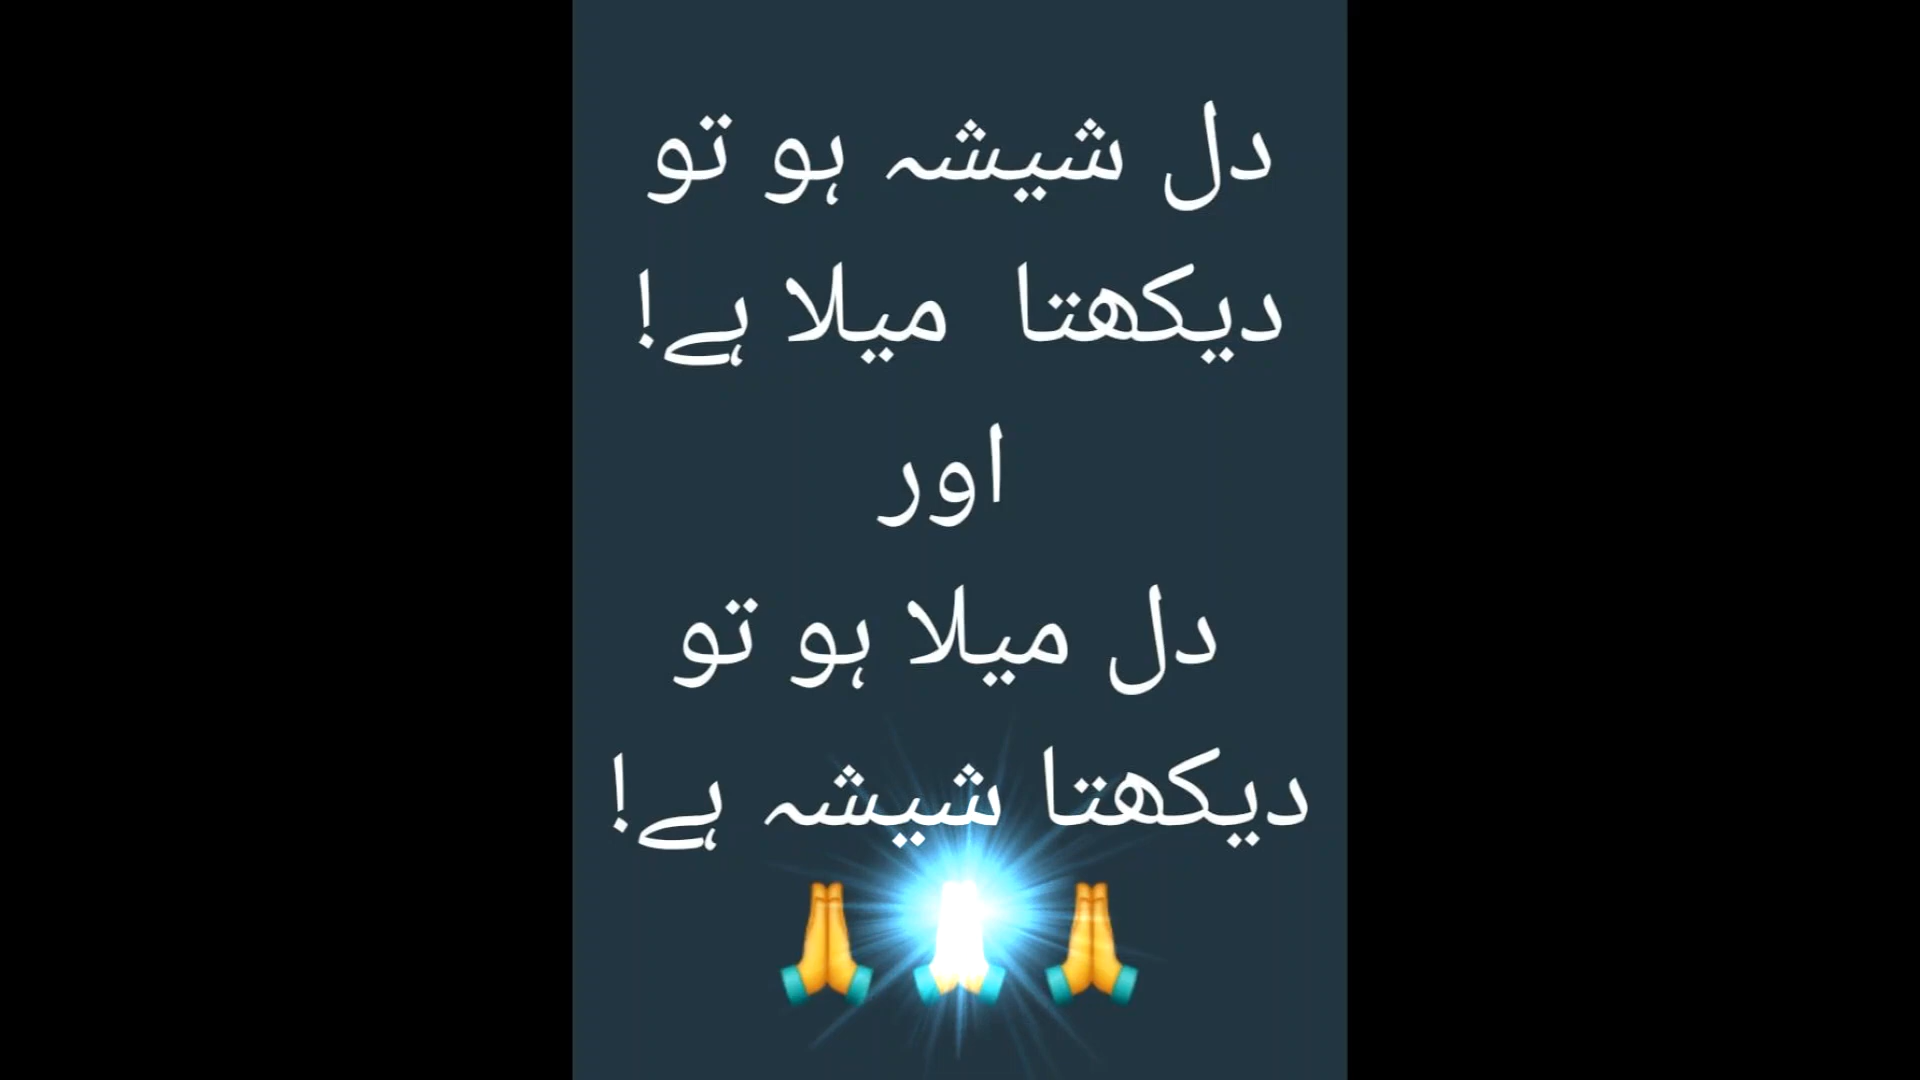 دل شیشہ ہو تو
دیکھتا میلا ہے!
اور
دل میلا ہو تو
دیکھتا شیشہ ہے!
🙏🙏🙏